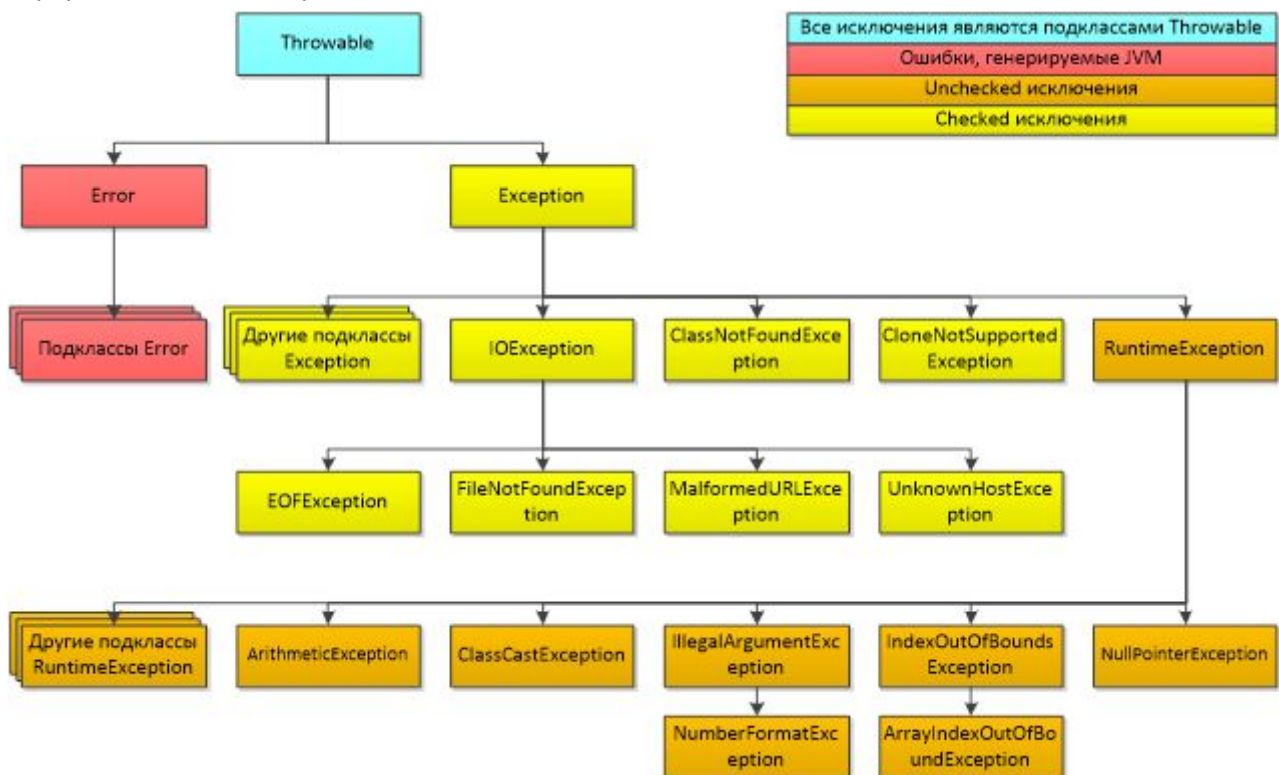 Throwable
Все исключения являются подклассами Throwable
Ошибки, генерируемые JVM
Unchecked исключения
Checked исключения
Error
Exception
Подклассы Error
Другие подклассы
Exception
IOException
ClassNotFoundExce
ption
CloneNotSupported
Exception
RuntimeException
EOFException
FileNotFoundExcep
tion
MalformedURLExce
ption
UnknownHostExce
ption
Другие подклассы
RuntimeException
ArithmeticException
ClassCastException
IllegalArgumentExc
eption
IndexOutOfBounds
Exception
NullPointerException
NumberFormatExc
eption
ArrayIndexOutOfBo
undException